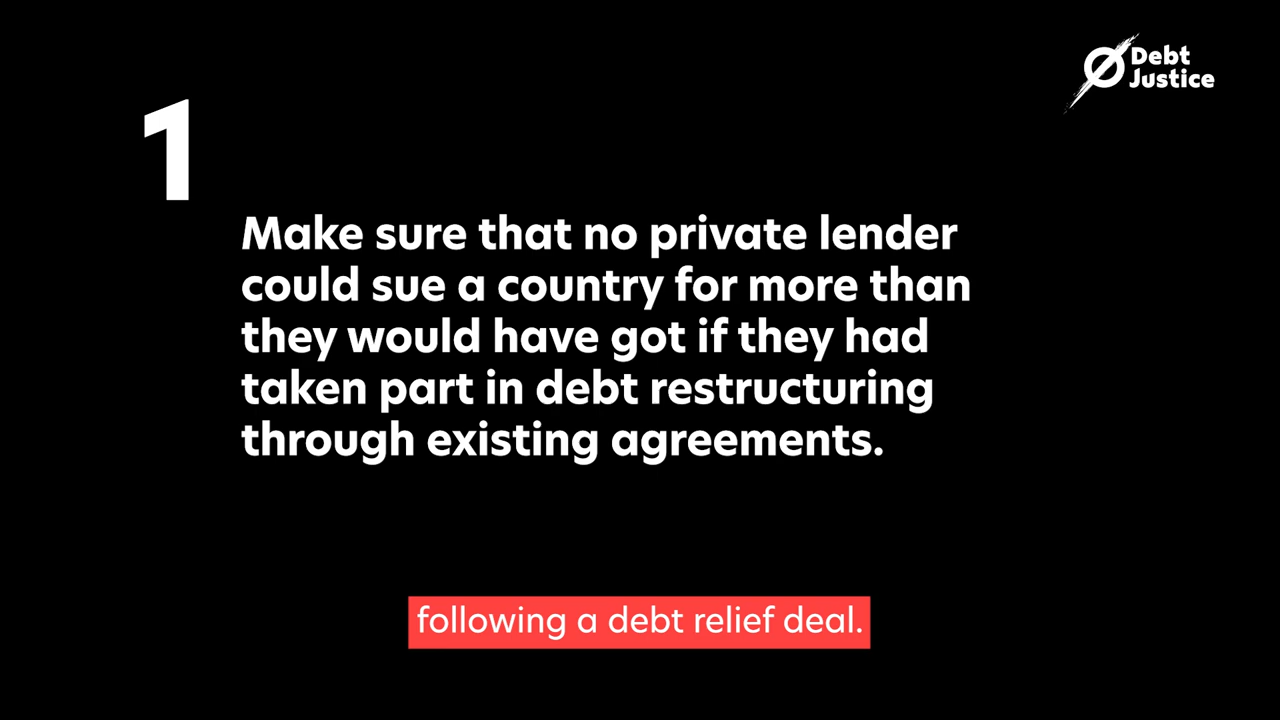 Debt
Justice
1
Make sure that no private lender
could sue a country for more than
they would have got if they had
taken part in debt restructuring
through existing agreements.
following a debt relief deal.